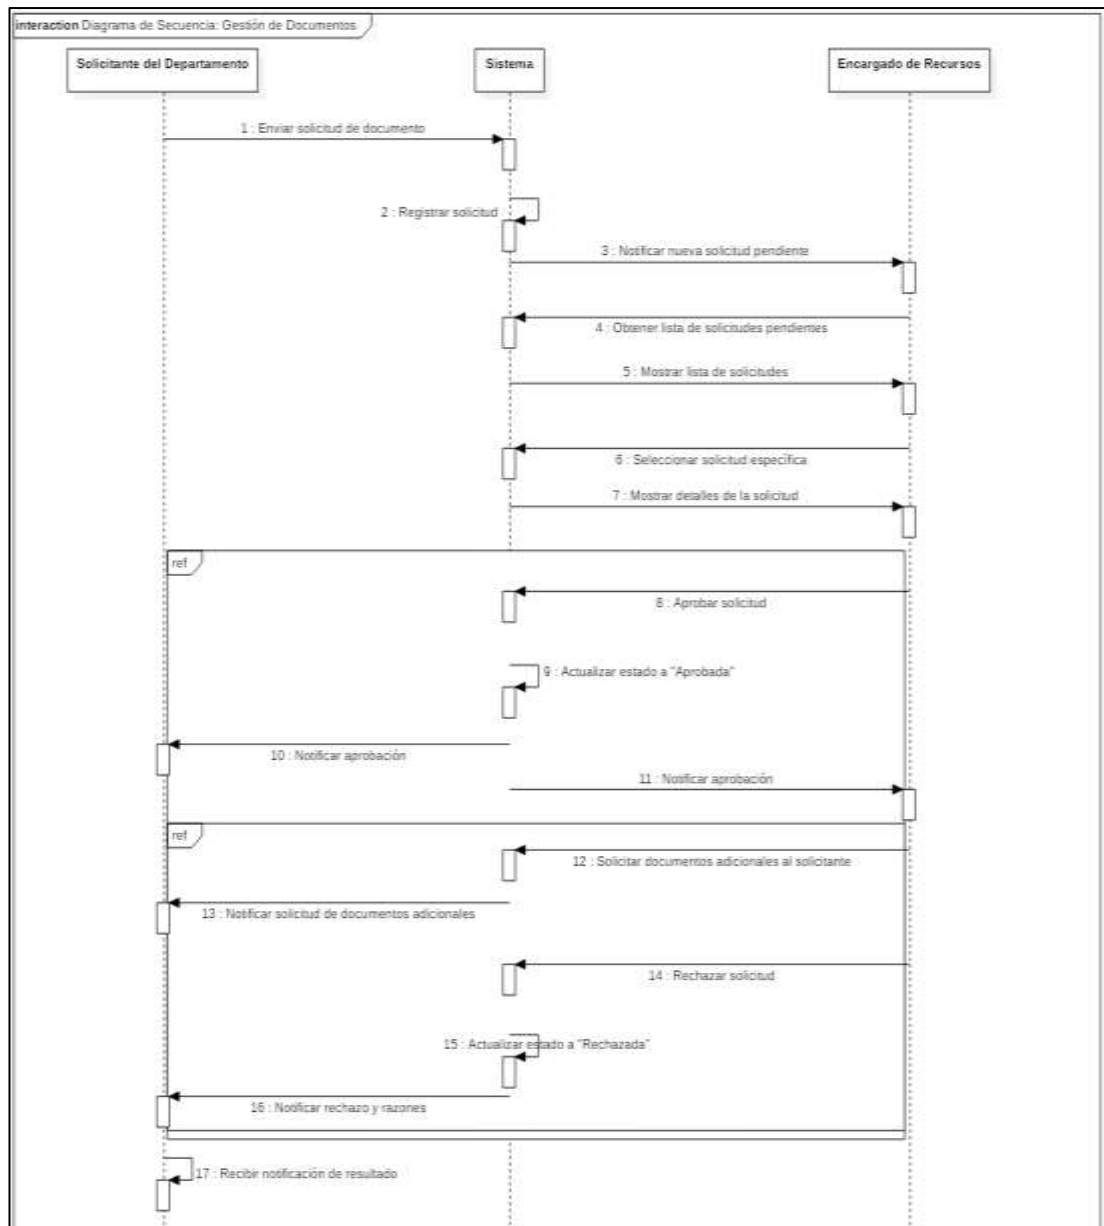 interaction Diagrama de Secuencia: Gestión de Documentos
Solicitante del Departamento
Sistema
Encargado de Recursos
1 : Enviar solicitud de documento
2 : Registrar solicitud
3 : Notificar nueva solicitud pendiente
4 : Obtener lista de solicitudes pendientes
5 : Mostrar lista de solicitudes
6 : Seleccionar solicitud específica
7 : Mostrar detalles de la solicitud
ref
8 : Aprobar solicitud
9 : Actualizar estado a "Aprobada"
10 : Notificar aprobación
11 : Notificar aprobación
ref
12 : Solicitar documentos adicionales al solicitante
13 : Notificar solicitud de documentos adicionales
14 : Rechazar solicitud
15 : Actualizar estado a "Rechazada"
16 : Notificar rechazo y razones
17 : Recibir notificación de resultado